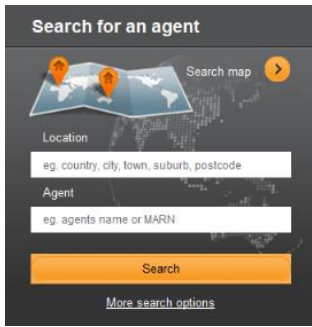 Search for an agent
Search map
Location
eg. country, city, town, suburb, postcode
Agent
eg. agents name or MARN
Search
More search options